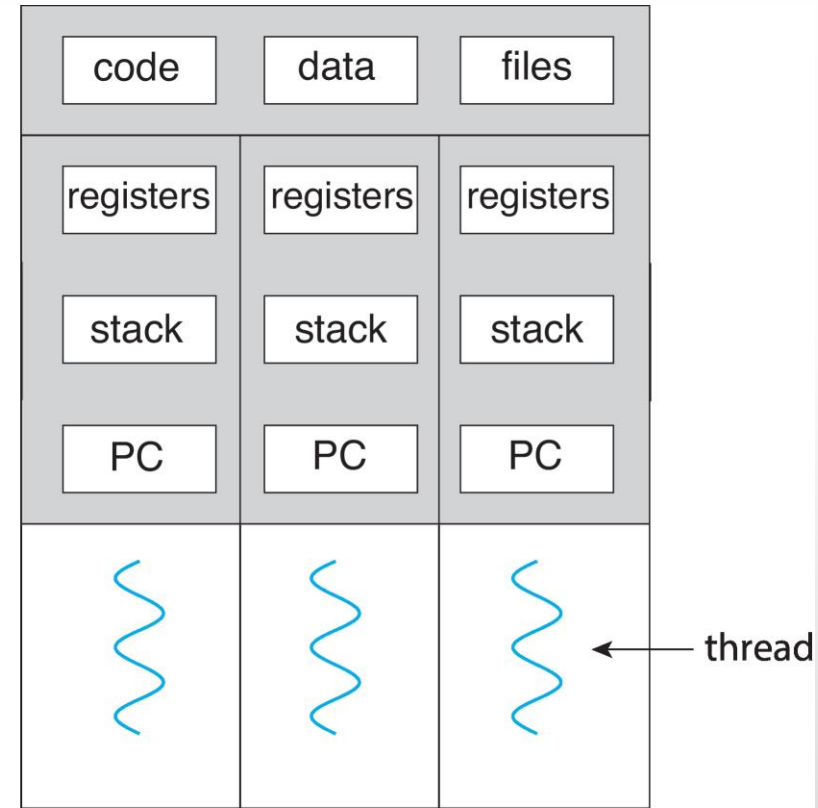 code data files
registers registers registers
stack stack stack
PC PC PC
thread